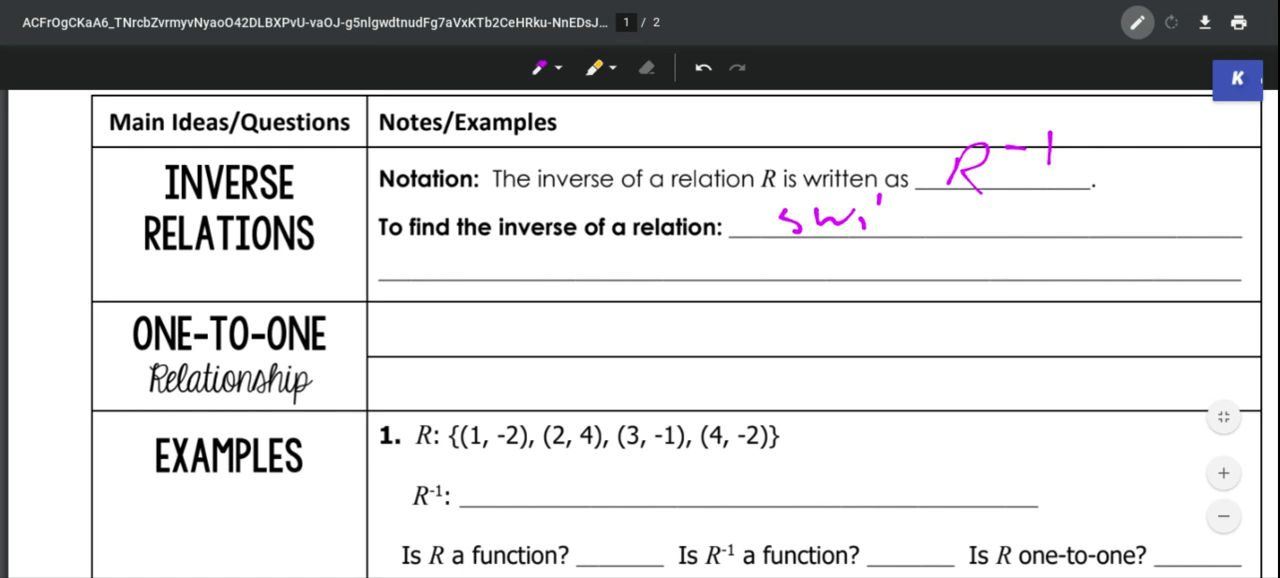 ACFrOgCKaA6_TNrcbZvrmyvNyaoO42DLBXPvU-vaOJ-g5nlgwdtnudFg7aVxKTb2CeHRku-NnEDsJ... 1 / 2
K
Main Ideas/Questions Notes/Examples
INVERSE RELATIONS
Notation: The inverse of a relation R is written as R⁻¹.
To find the inverse of a relation: swi
ONE-TO-ONE
Relationship
EXAMPLES
1. R: {(1, -2), (2, 4), (3, -1), (4, -2)}
R⁻¹:
Is R a function? Is R⁻¹ a function? Is R one-to-one?